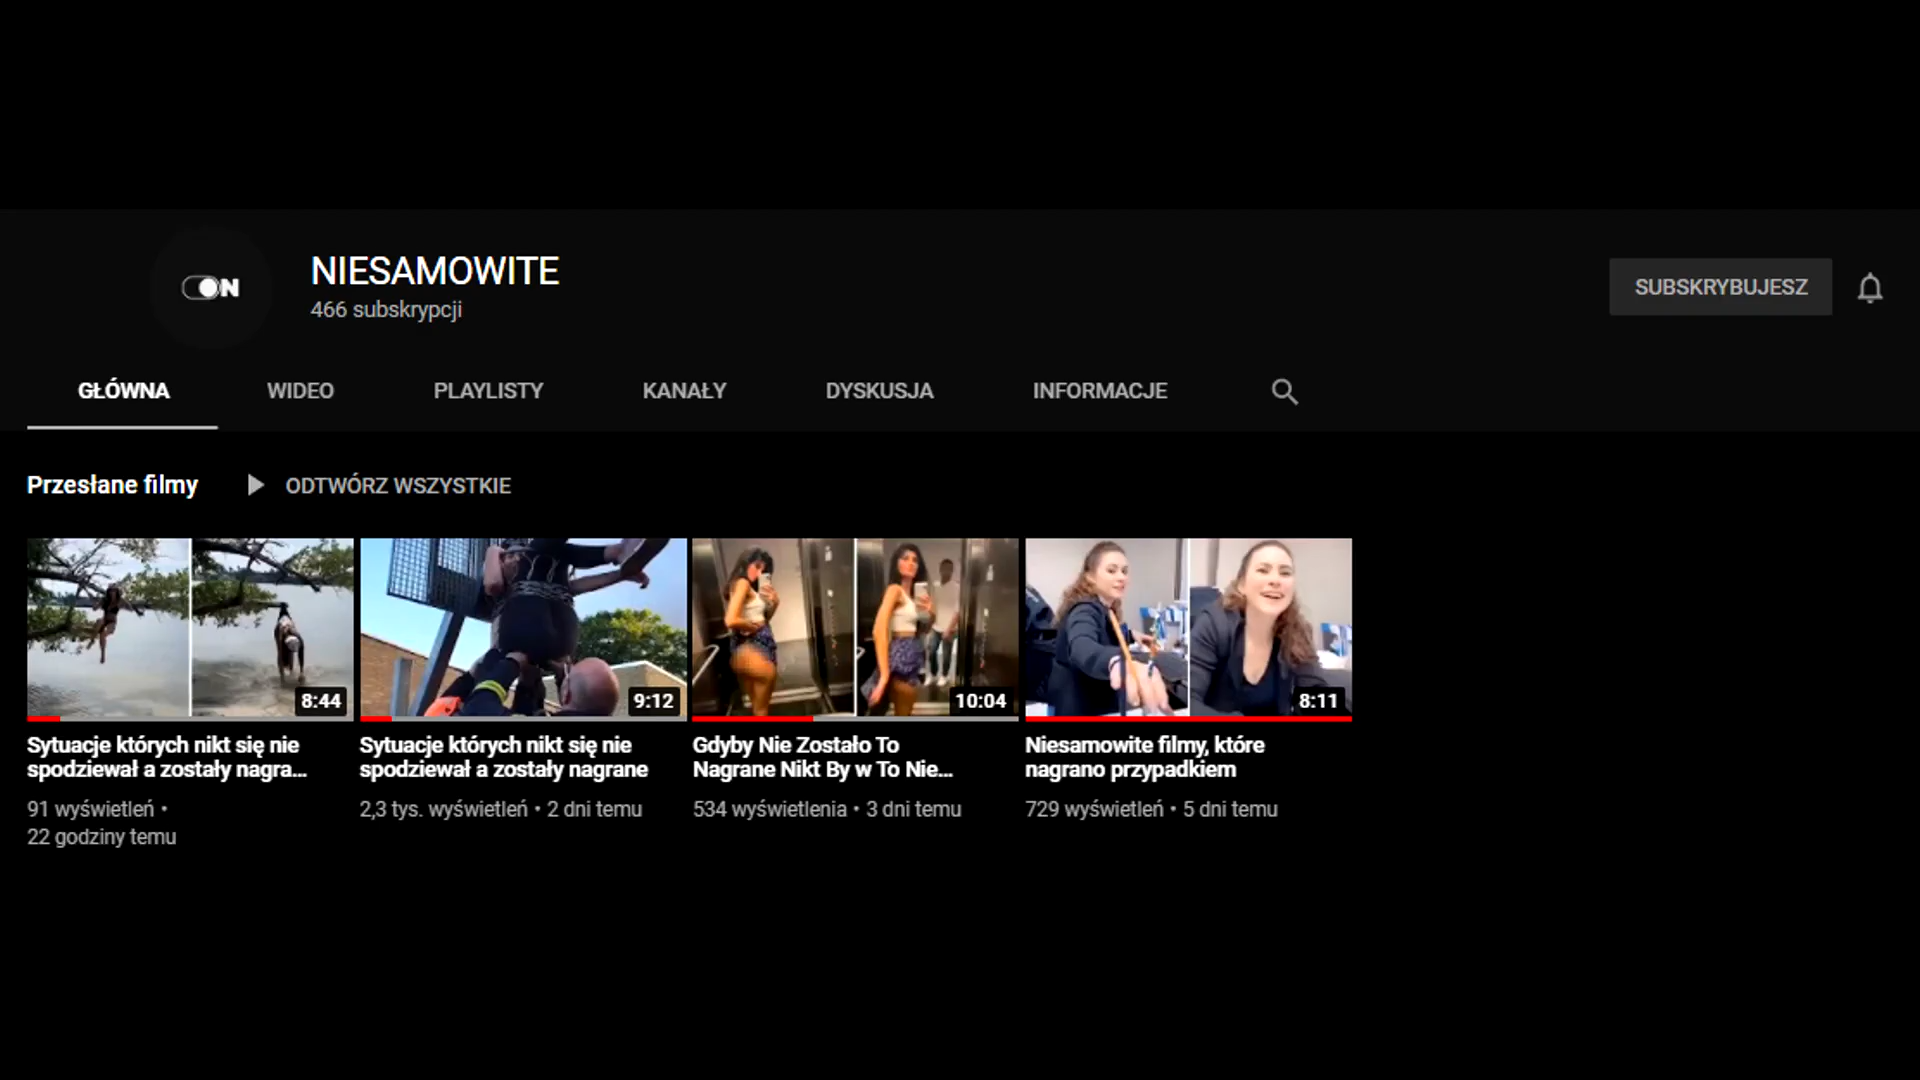 ON
NIESAMOWITE
466 subskrypcji
SUBSKRYBUJESZ
GŁÓWNA
WIDEO
PLAYLISTY
KANAŁY
DYSKUSJA
INFORMACJE
Przesłane filmy
ODTWÓRZ WSZYSTKIE
8:44
Sytuacje których nikt się nie
spodziewał a zostały nagra...
91 wyświetleń •
22 godziny temu
9:12
Sytuacje których nikt się nie
spodziewał a zostały nagrane
2,3 tys. wyświetleń • 2 dni temu
10:04
Gdyby Nie Zostało To
Nagrane Nikt By w To Nie...
534 wyświetlenia • 3 dni temu
8:11
Niesamowite filmy, które
nagrano przypadkiem
729 wyświetleń • 5 dni temu